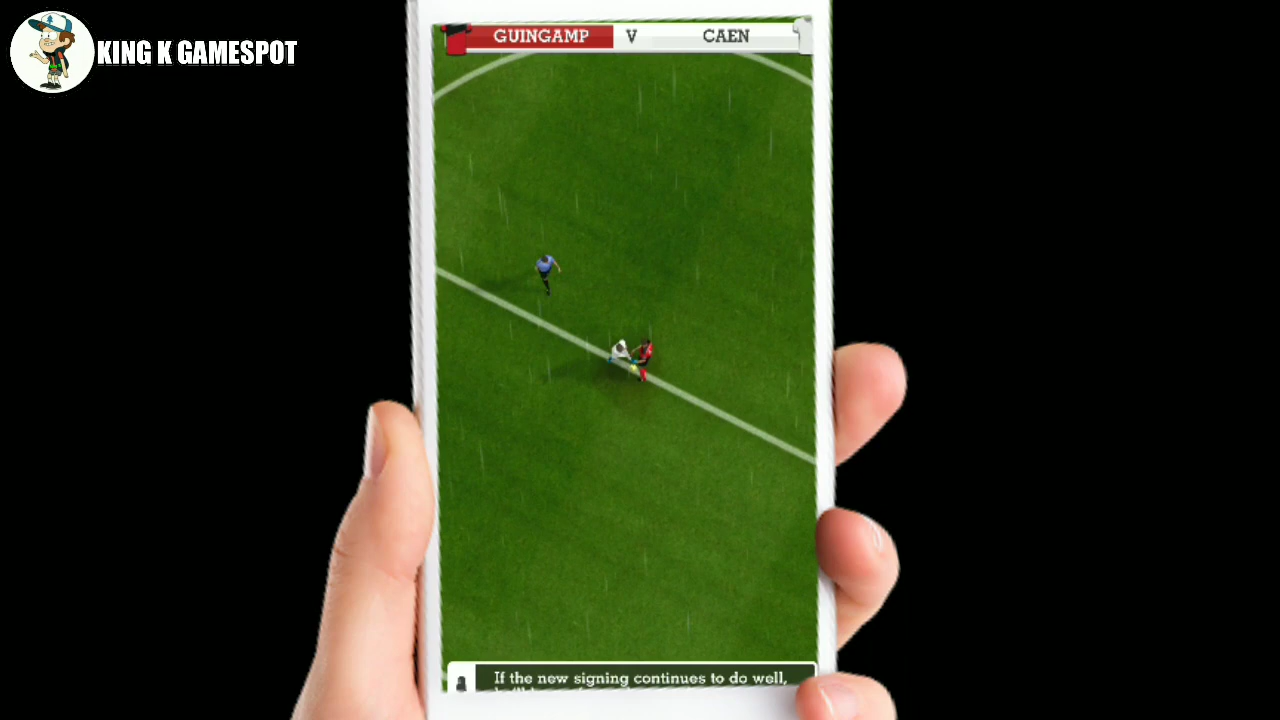 KING K GAMESPOT
GUINGAMP V CAEN
If the new signing continues to do well,